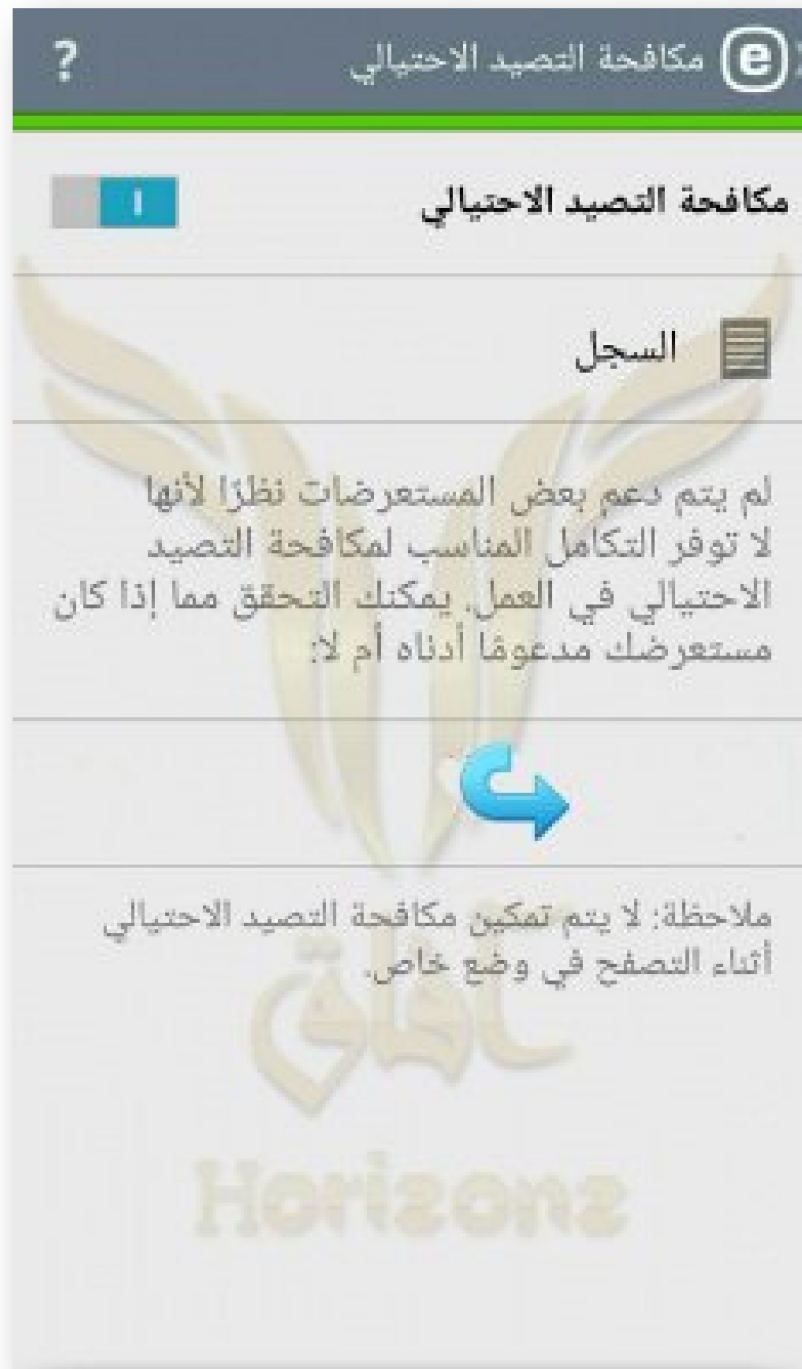 مكافحة التصيد الاحتيالي
?
مكافحة التصيد الاحتيالي
السجل
لم يتم دعم بعض المستعرضات نظرًا لأنها
لا توفر التكامل المناسب لمكافحة التصيد
الاحتيالي في العمل. يمكنك التحقق مما إذا كان
مستعرضك مدعومًا أدناه أم لا:
ملاحظة: لا يتم تمكين مكافحة التصيد الاحتيالي
أثناء التصفح في وضع خاص.
آفاق
Horizons